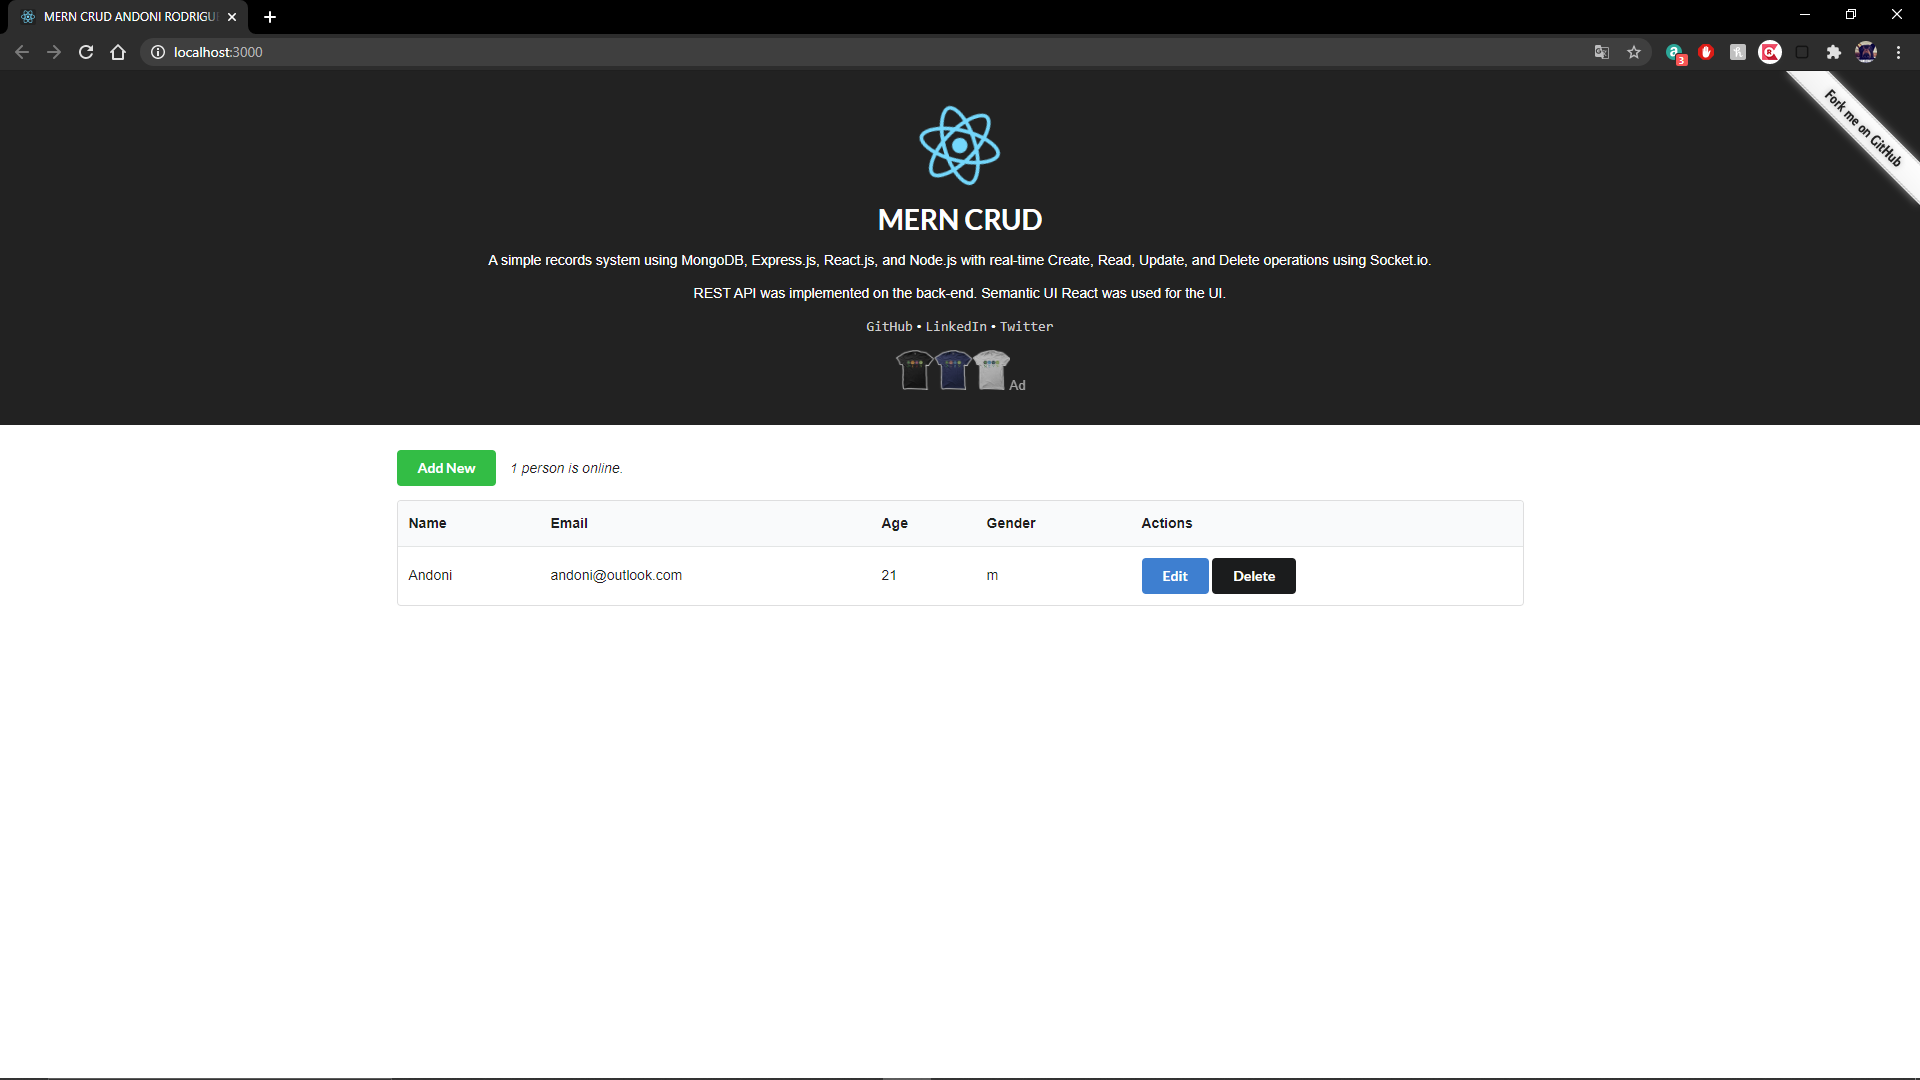 MERN CRUD ANDONI RODRIGU
localhost:3000
3
Fork me on GitHub
MERN CRUD
A simple records system using MongoDB, Express.js, React.js, and Node.js with real-time Create, Read, Update, and Delete operations using Socket.io.
REST API was implemented on the back-end. Semantic UI React was used for the UI.
GitHub • LinkedIn • Twitter
Ad
Add New 1 person is online.
Name Email Age Gender Actions
Andoni andoni@outlook.com 21 m Edit Delete